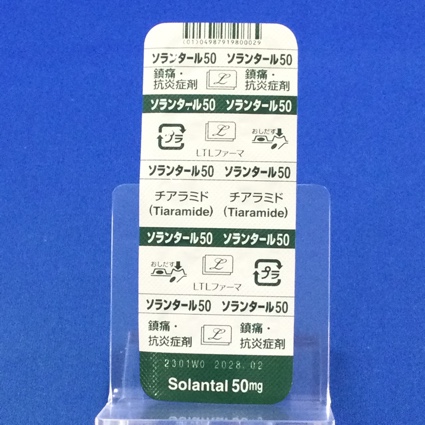 (01)04987919800029
ソランタール50 ソランタール50
鎮痛・ 鎮痛・
抗炎症剤 抗炎症剤
ソランタール50 ソランタール50
プラ おしだす
LTLファーマ
ソランタール50 ソランタール50
チアラミド チアラミド
(Tiaramide) (Tiaramide)
ソランタール50 ソランタール50
おしだす プラ
LTLファーマ
ソランタール50 ソランタール50
鎮痛・ 鎮痛・
抗炎症剤 抗炎症剤
2301W0 2028.02
Solantal 50mg